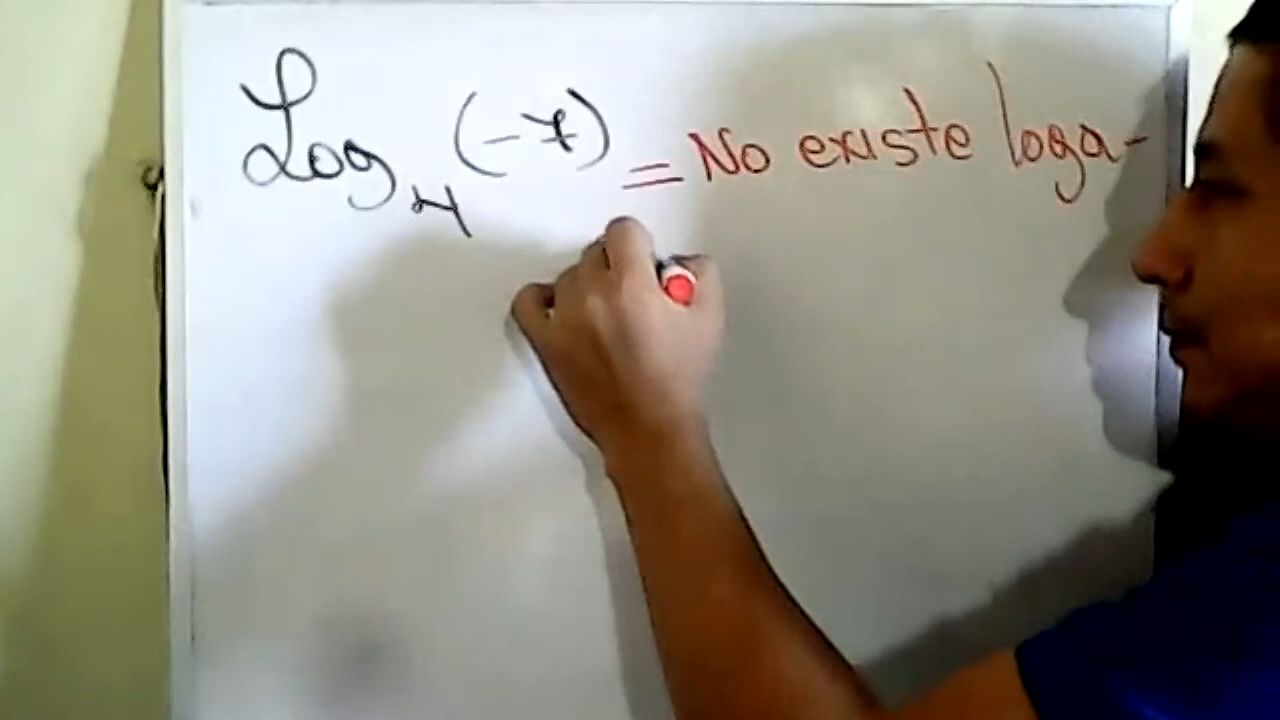 Log₄ (-7) = No existe loga-